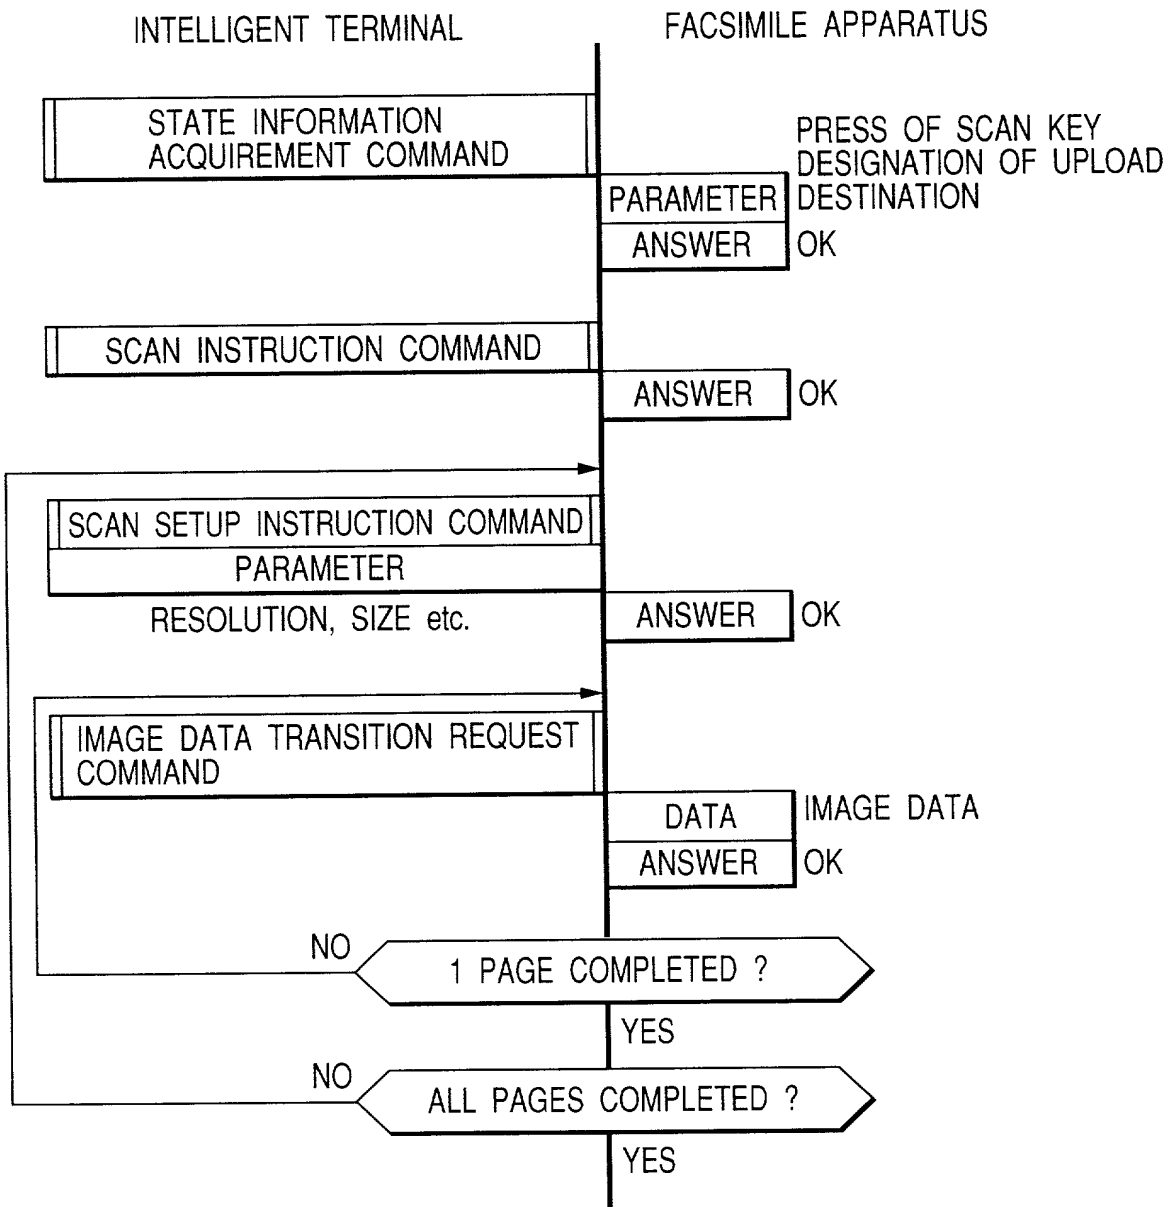 INTELLIGENT TERMINAL
FACSIMILE APPARATUS
STATE INFORMATION
ACQUIREMENT COMMAND
PRESS OF SCAN KEY
DESIGNATION OF UPLOAD
DESTINATION
PARAMETER
ANSWER
OK
SCAN INSTRUCTION COMMAND
ANSWER
OK
SCAN SETUP INSTRUCTION COMMAND
PARAMETER
RESOLUTION, SIZE etc.
ANSWER
OK
IMAGE DATA TRANSITION REQUEST
COMMAND
DATA
IMAGE DATA
ANSWER
OK
NO
1 PAGE COMPLETED ?
YES
NO
ALL PAGES COMPLETED ?
YES